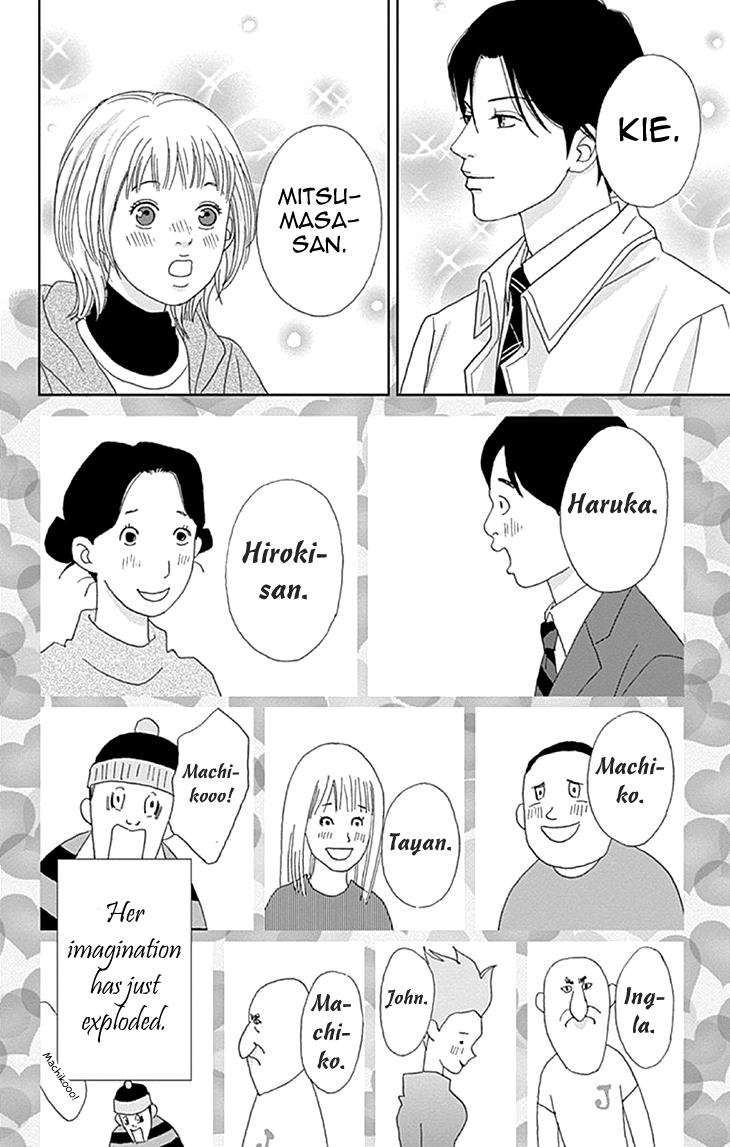 KIE.
MITSU-
MASA-
SAN.
Haruka.
Hiroki-
san.
Machi-
ko.
Tayan.
Machi-
kooo!
Ing-
la.
John.
Ma-
chi-
ko.
Her
imagination
has just
exploded.
Machikooo!
J
J